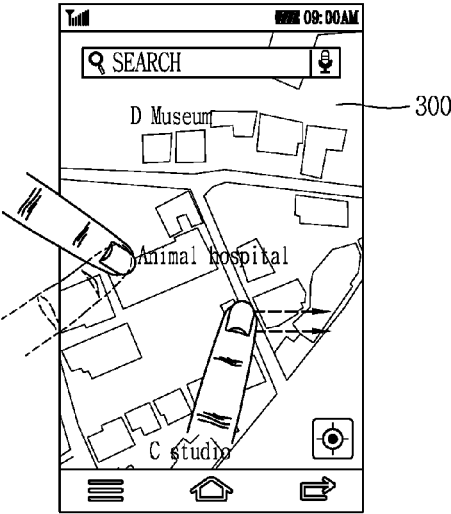 09:00AM
SEARCH
300
D Museum
Animal hospital
C studio